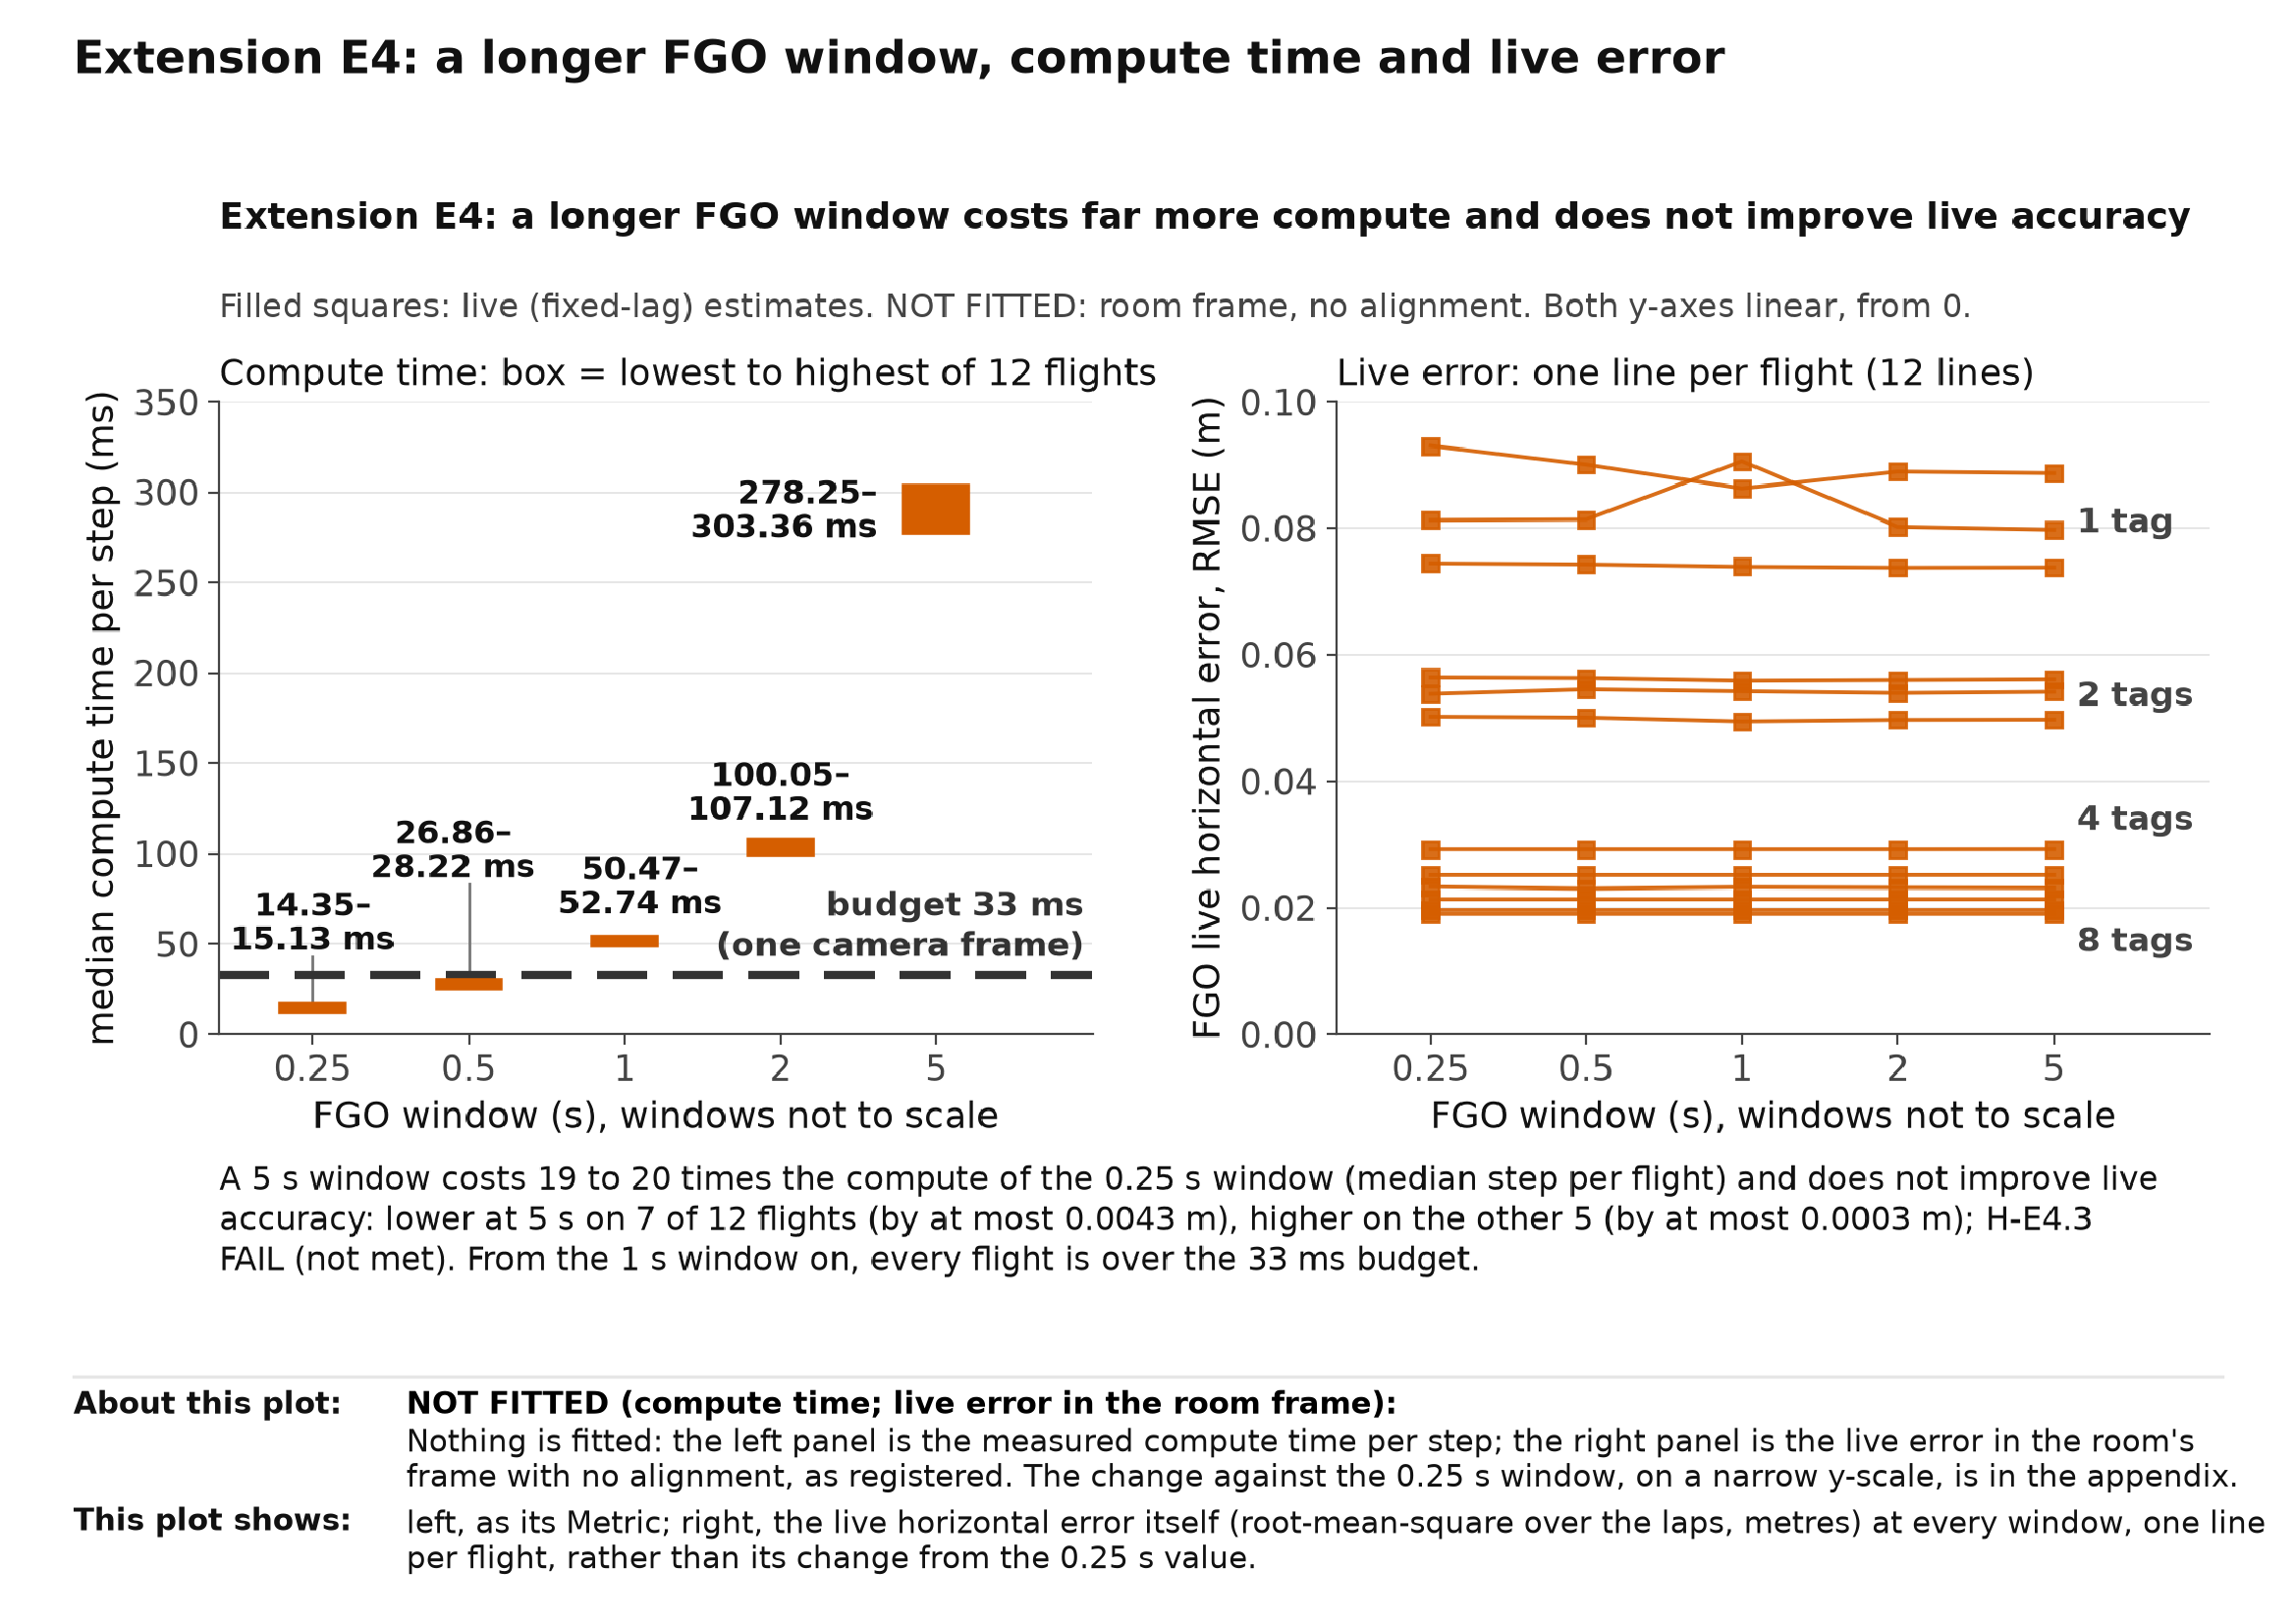 Extension E4: a longer FGO window, compute time and live error
Extension E4: a longer FGO window costs far more compute and does not improve live accuracy
Filled squares: live (fixed-lag) estimates. NOT FITTED: room frame, no alignment. Both y-axes linear, from 0.
Compute time: box = lowest to highest of 12 flights
median compute time per step (ms)
350
300
250
200
150
100
50
0
278.25–
303.36 ms
100.05–
107.12 ms
26.86–
28.22 ms
50.47–
52.74 ms
14.35–
15.13 ms
budget 33 ms
(one camera frame)
0.25
0.5
1
2
5
FGO window (s), windows not to scale
Live error: one line per flight (12 lines)
FGO live horizontal error, RMSE (m)
0.10
0.08
0.06
0.04
0.02
0.00
1 tag
2 tags
4 tags
8 tags
0.25
0.5
1
2
5
FGO window (s), windows not to scale
A 5 s window costs 19 to 20 times the compute of the 0.25 s window (median step per flight) and does not improve live
accuracy: lower at 5 s on 7 of 12 flights (by at most 0.0043 m), higher on the other 5 (by at most 0.0003 m); H-E4.3
FAIL (not met). From the 1 s window on, every flight is over the 33 ms budget.
About this plot:
NOT FITTED (compute time; live error in the room frame):
Nothing is fitted: the left panel is the measured compute time per step; the right panel is the live error in the room's
frame with no alignment, as registered. The change against the 0.25 s window, on a narrow y-scale, is in the appendix.
This plot shows:
left, as its Metric; right, the live horizontal error itself (root-mean-square over the laps, metres) at every window, one line
per flight, rather than its change from the 0.25 s value.